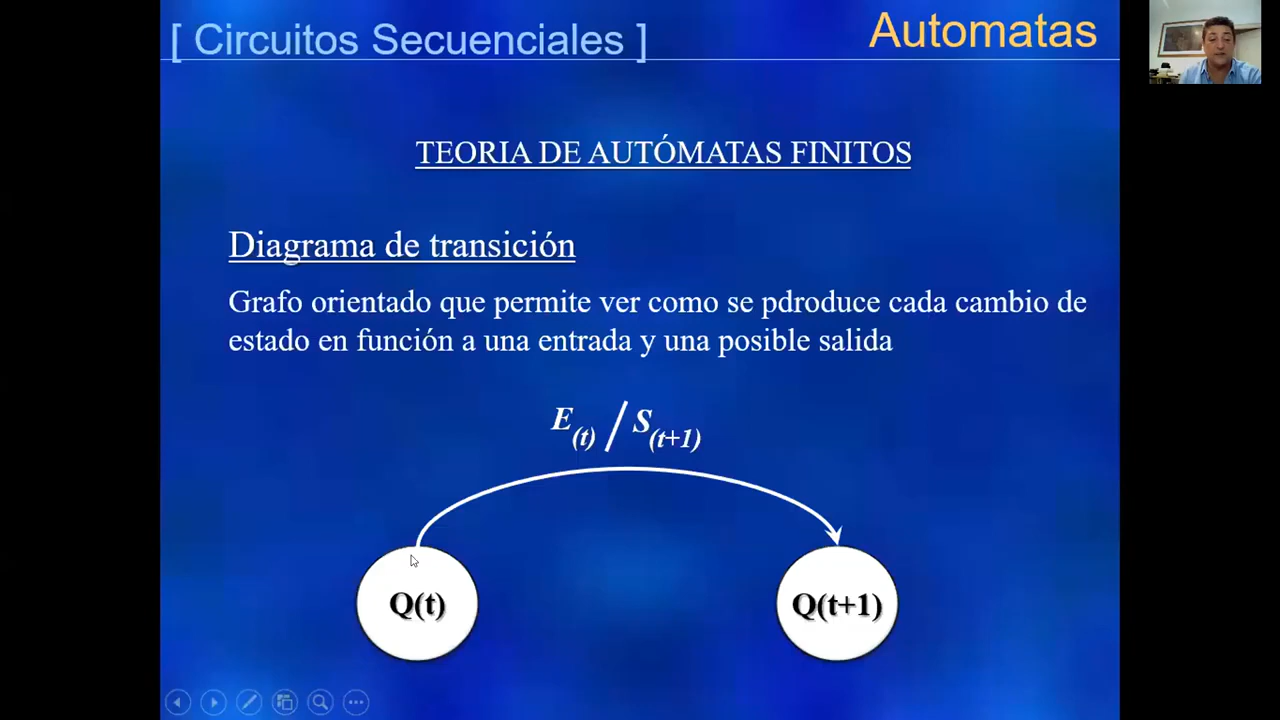 [ Circuitos Secuenciales ]
Automatas
TEORIA DE AUTÓMATAS FINITOS
Diagrama de transición
Grafo orientado que permite ver como se pdroduce cada cambio de
estado en función a una entrada y una posible salida
E(t) / S(t+1)
Q(t)
Q(t+1)